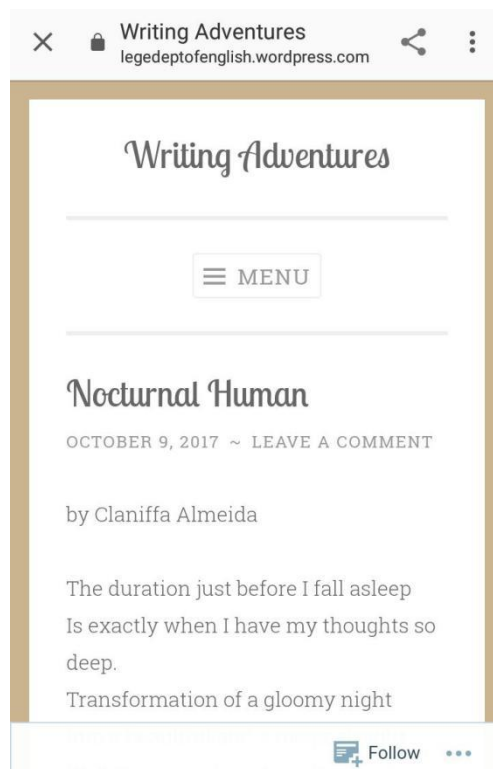 Writing Adventures
legedeptofenglish.wordpress.com
Writing Adventures
MENU
Nocturnal Human
OCTOBER 9, 2017 ~ LEAVE A COMMENT
by Claniffa Almeida
The duration just before I fall asleep
Is exactly when I have my thoughts so
deep.
Transformation of a gloomy night
Follow